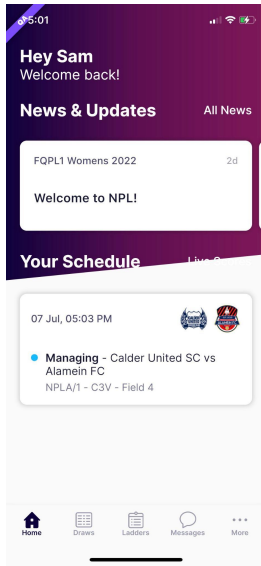 QA
5:01
Hey Sam
Welcome back!
News & Updates All News
FQPL1 Womens 2022 2d
Welcome to NPL!
Your Schedule
07 Jul, 05:03 PM
Managing - Calder United SC vs
Alamein FC
NPLA/1 - C3V - Field 4
Home Draws Ladders Messages More